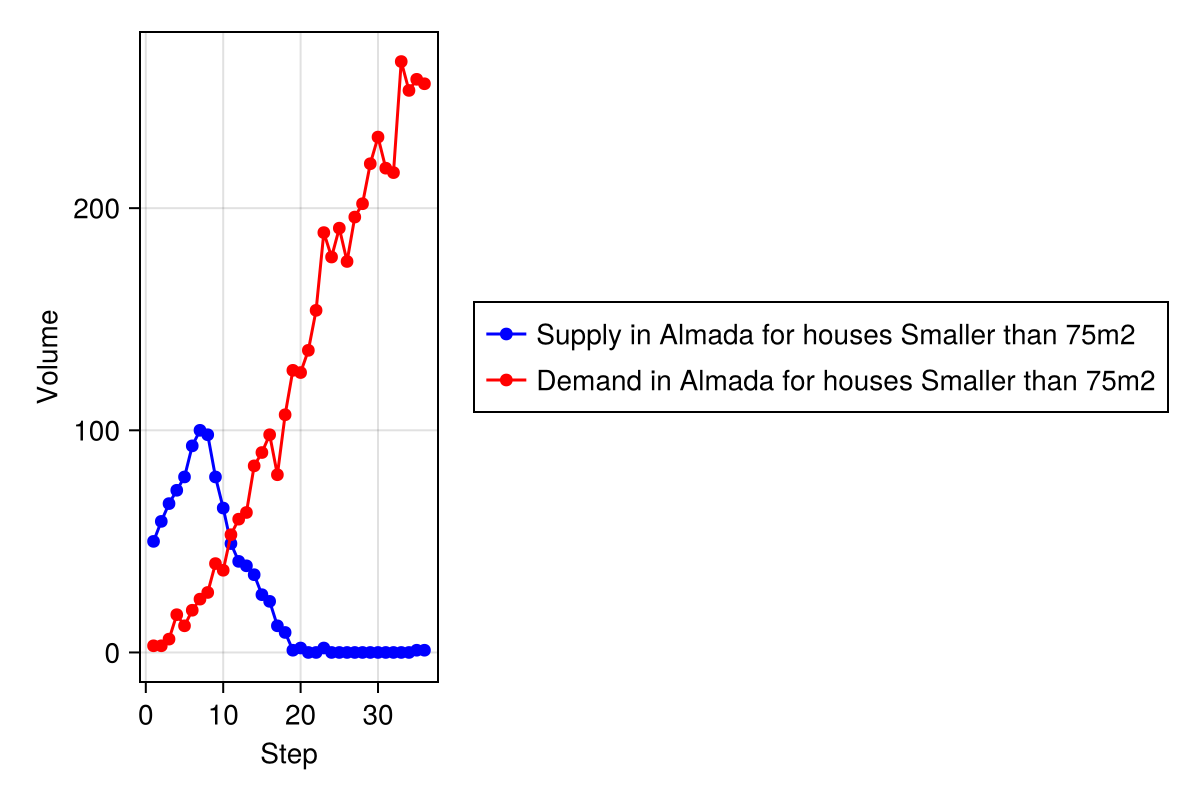 Volume
200
100
0
0 10 20 30
Step
Supply in Almada for houses Smaller than 75m2
Demand in Almada for houses Smaller than 75m2